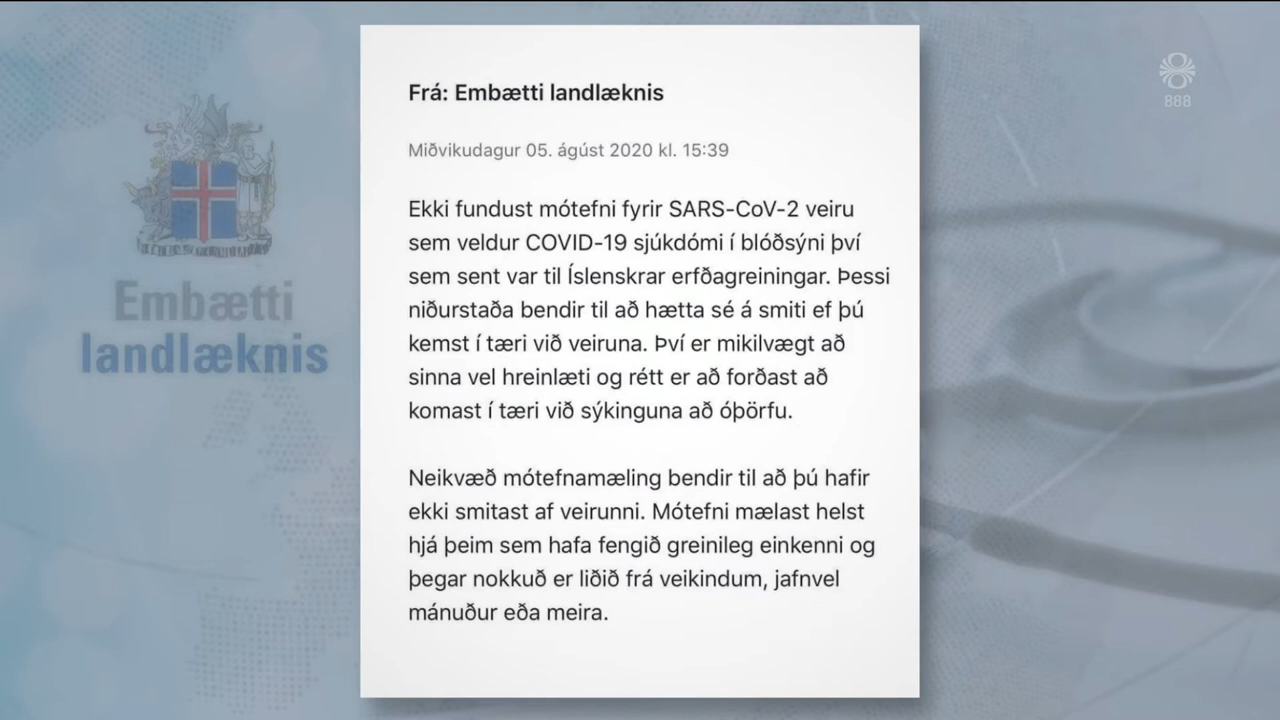 Embætti
landlæknis
Frá: Embætti landlæknis
Miðvikudagur 05. ágúst 2020 kl. 15:39
Ekki fundust mótefni fyrir SARS-CoV-2 veiru
sem veldur COVID-19 sjúkdómi í blóðsýni því
sem sent var til Íslenskrar erfðagreiningar. Þessi
niðurstaða bendir til að hætta sé á smiti ef þú
kemst í tæri við veiruna. Því er mikilvægt að
sinna vel hreinlæti og rétt er að forðast að
komast í tæri við sýkinguna að óþörfu.
Neikvæð mótefnamæling bendir til að þú hafir
ekki smitast af veirunni. Mótefni mælast helst
hjá þeim sem hafa fengið greinileg einkenni og
þegar nokkuð er liðið frá veikindum, jafnvel
mánuður eða meira.
888